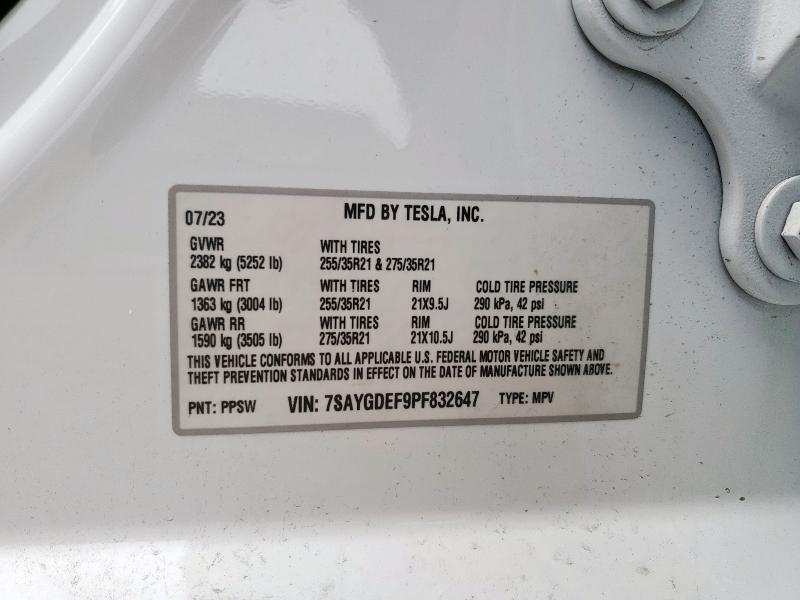 07/23 MFD BY TESLA, INC.
GVWR WITH TIRES
2382 kg (5252 lb) 255/35R21 & 275/35R21
GAWR FRT WITH TIRES RIM COLD TIRE PRESSURE
1363 kg (3004 lb) 255/35R21 21X9.5J 290 kPa, 42 psi
GAWR RR WITH TIRES RIM COLD TIRE PRESSURE
1590 kg (3505 lb) 275/35R21 21X10.5J 290 kPa, 42 psi
THIS VEHICLE CONFORMS TO ALL APPLICABLE U.S. FEDERAL MOTOR VEHICLE SAFETY AND
THEFT PREVENTION STANDARDS IN EFFECT ON THE DATE OF MANUFACTURE SHOWN ABOVE.
PNT: PPSW VIN: 7SAYGDEF9PF832647 TYPE: MPV